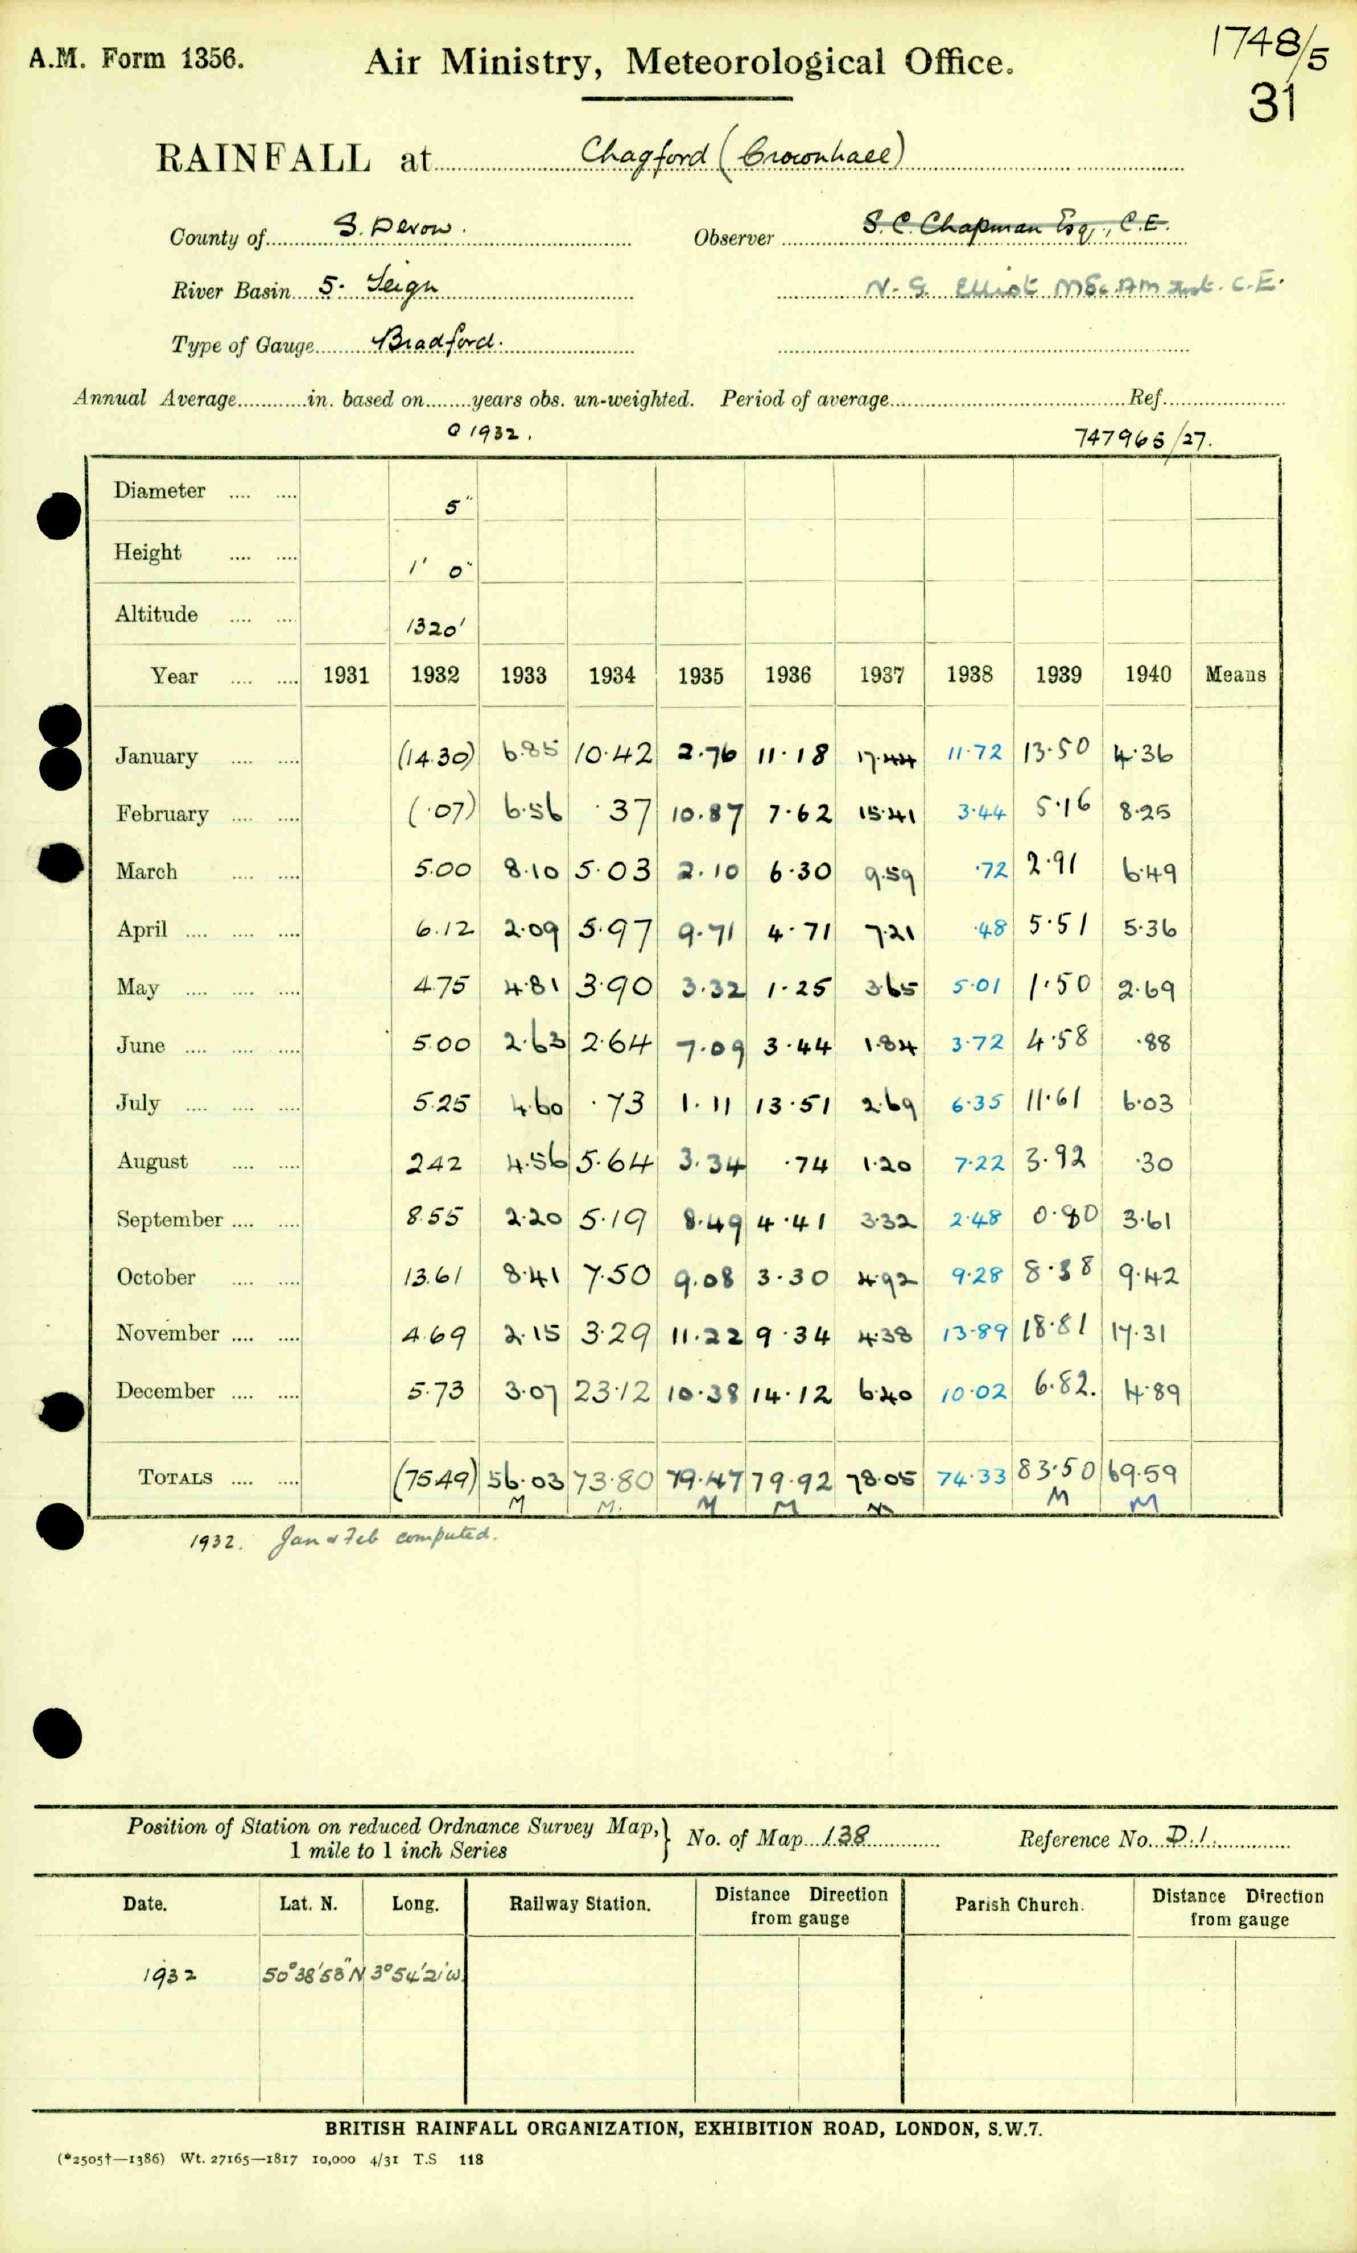 A.M. Form 1356. Air Ministry, Meteorological Office. 1748/5
31
RAINFALL at Chagford (Crownhall)
County of S. Devon. Observer S. C. Chapman Esq., C.E.
River Basin 5. Teign N. S. Elliot MSc AM Inst. C.E.
Type of Gauge Bradford.
Annual Average............in. based on........years obs. un-weighted. Period of average........ Ref........
O 1932. 747965/27.
Diameter .... .... 5"
Height .... .... 1' 0"
Altitude .... .... 1320'
Year .... .... 1931 1932 1933 1934 1935 1936 1937 1938 1939 1940 Means
January .... .... (14.30) 6.85 10.42 2.76 11.18 17.44 11.72 13.50 4.36
February .... .... (.07) 6.56 .37 10.87 7.62 15.41 3.44 5.16 8.25
March .... .... 5.00 8.10 5.03 2.10 6.30 9.59 .72 2.91 6.49
April .... .... .... 6.12 2.09 5.97 9.71 4.71 7.21 .48 5.51 5.36
May .... .... .... 4.75 4.81 3.90 3.32 1.25 3.65 5.01 1.50 2.69
June .... .... .... 5.00 2.63 2.64 7.09 3.44 1.84 3.72 4.58 .88
July .... .... .... 5.25 4.60 .73 1.11 13.51 2.69 6.35 11.61 6.03
August .... .... 2.42 4.56 5.64 3.34 .74 1.20 7.22 3.92 .30
September .... .... 8.55 2.20 5.19 8.49 4.41 3.32 2.48 0.80 3.61
October .... .... 13.61 8.41 7.50 9.08 3.30 4.92 9.28 8.38 9.42
November .... .... 4.69 2.15 3.29 11.22 9.34 4.38 13.89 18.81 17.31
December .... .... 5.73 3.07 23.12 10.38 14.12 6.40 10.02 6.82. 4.89
TOTALS .... .... (75.49) 56.03 73.80 79.47 79.92 78.05 74.33 83.50 69.59
M M. M M M M M
1932. Jan & Feb computed.
Position of Station on reduced Ordnance Survey Map,} No. of Map 138 Reference No. D.1.
1 mile to 1 inch Series
Date. Lat. N. Long. Railway Station. Distance Direction Parish Church. Distance Direction
from gauge from gauge
1932 50°38'53"N 3°54'2"W.
BRITISH RAINFALL ORGANIZATION, EXHIBITION ROAD, LONDON, S.W.7.
(*2505†—1386) Wt. 27165—1817 10,000 4/31 T.S 118